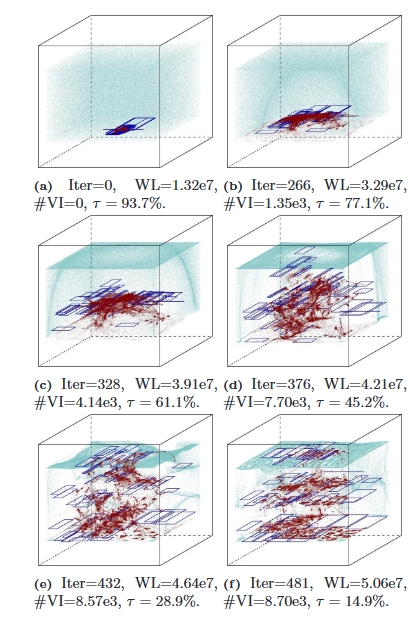 (a) Iter=0, WL=1.32e7,
#VI=0, τ = 93.7%.
(b) Iter=266, WL=3.29e7,
#VI=1.35e3, τ = 77.1%.
(c) Iter=328, WL=3.91e7,
#VI=4.14e3, τ = 61.1%.
(d) Iter=376, WL=4.21e7,
#VI=7.70e3, τ = 45.2%.
(e) Iter=432, WL=4.64e7,
#VI=8.57e3, τ = 28.9%.
(f) Iter=481, WL=5.06e7,
#VI=8.70e3, τ = 14.9%.